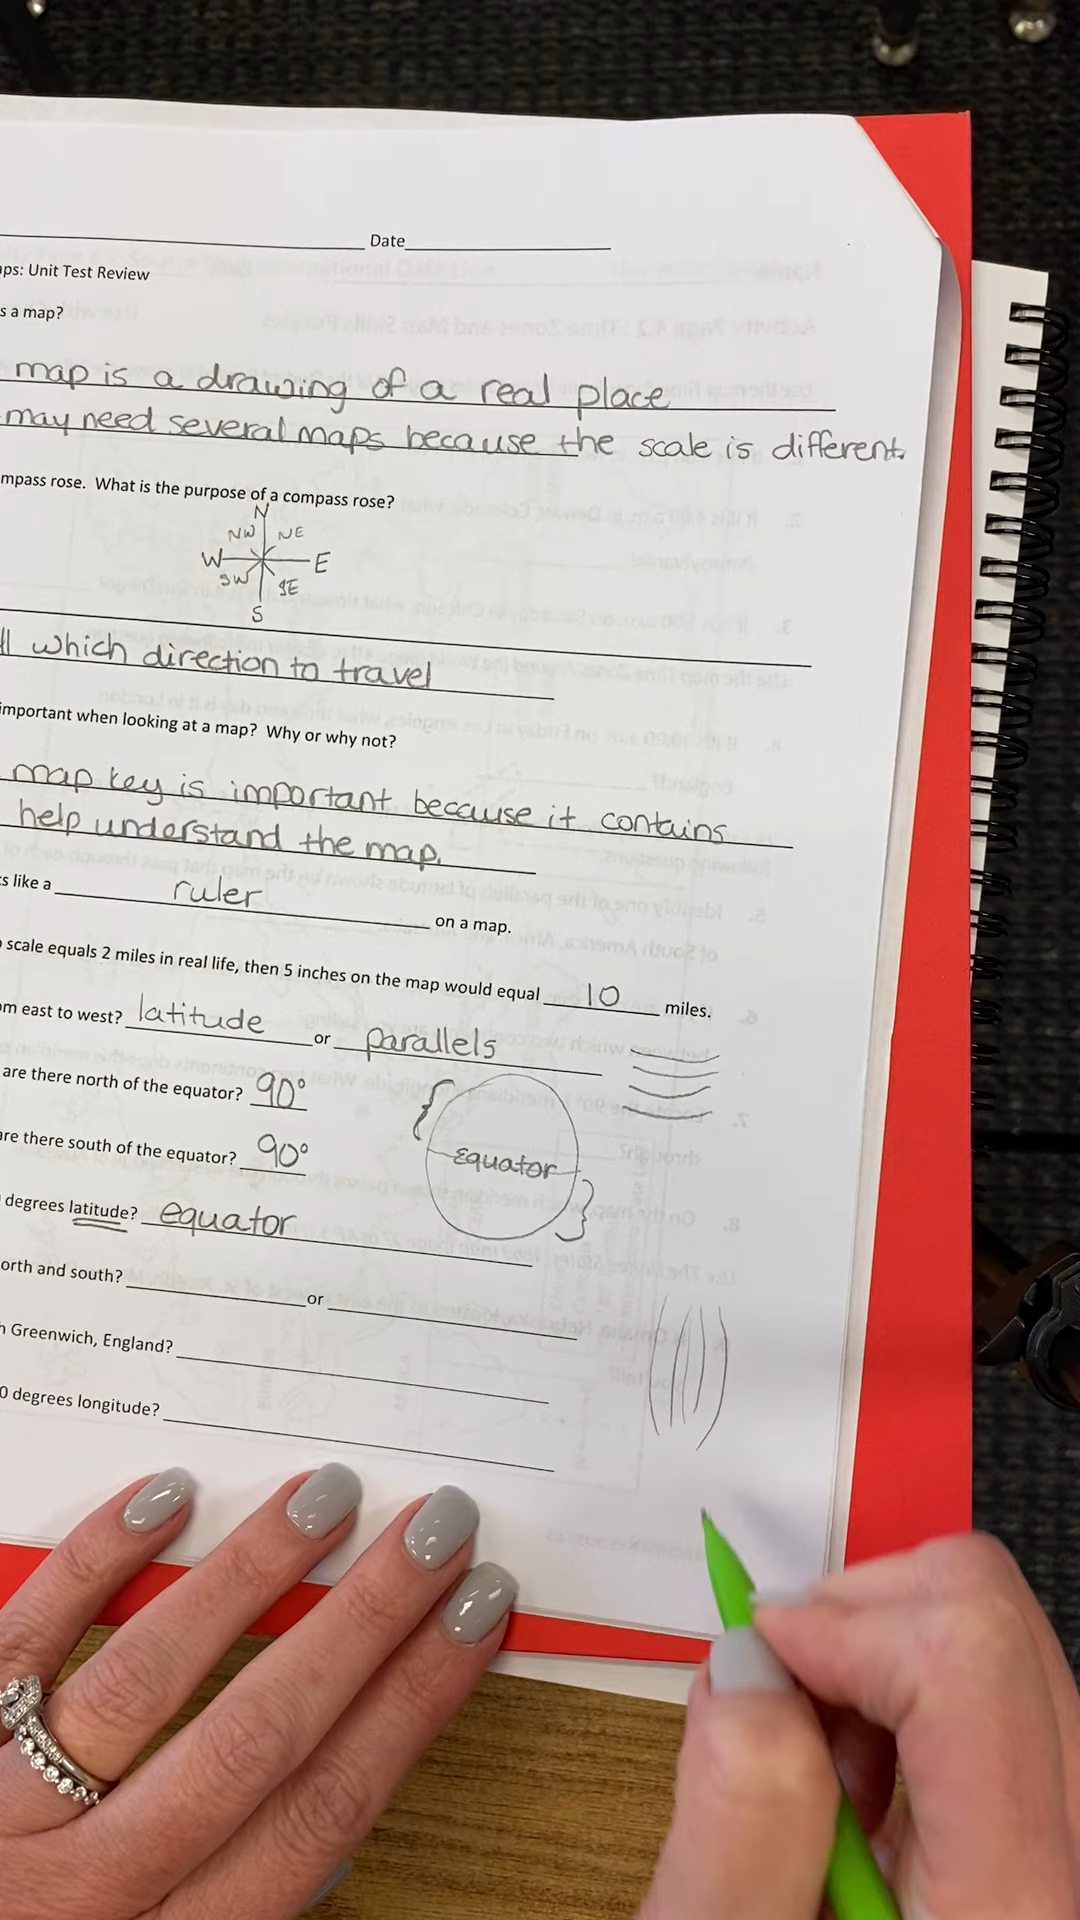 Date
aps: Unit Test Review
s a map?
map is a drawing of a real place
may need several maps because the scale is different.
mpass rose. What is the purpose of a compass rose?
N
NW NE
W E
SW SE
S
ll which direction to travel
important when looking at a map? Why or why not?
map key is important because it contains
help understand the map.
s like a ruler on a map.
scale equals 2 miles in real life, then 5 inches on the map would equal 10 miles.
m east to west? latitude or parallels
are there north of the equator? 90°
re there south of the equator? 90°
Equator
degrees latitude? equator
orth and south? or
h Greenwich, England?
0 degrees longitude?